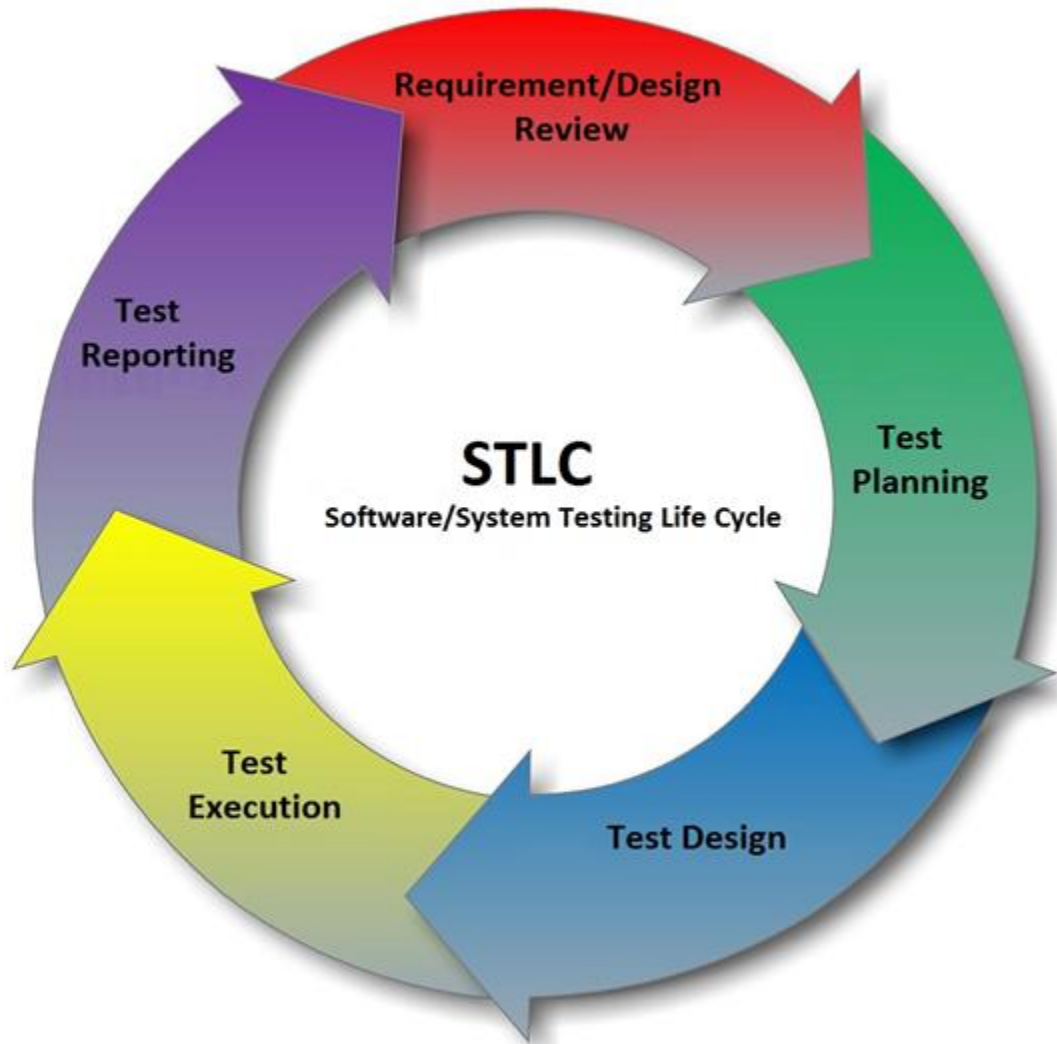 Requirement/Design
Review
Test
Planning
Test Design
Test
Execution
Test
Reporting
STLC
Software/System Testing Life Cycle